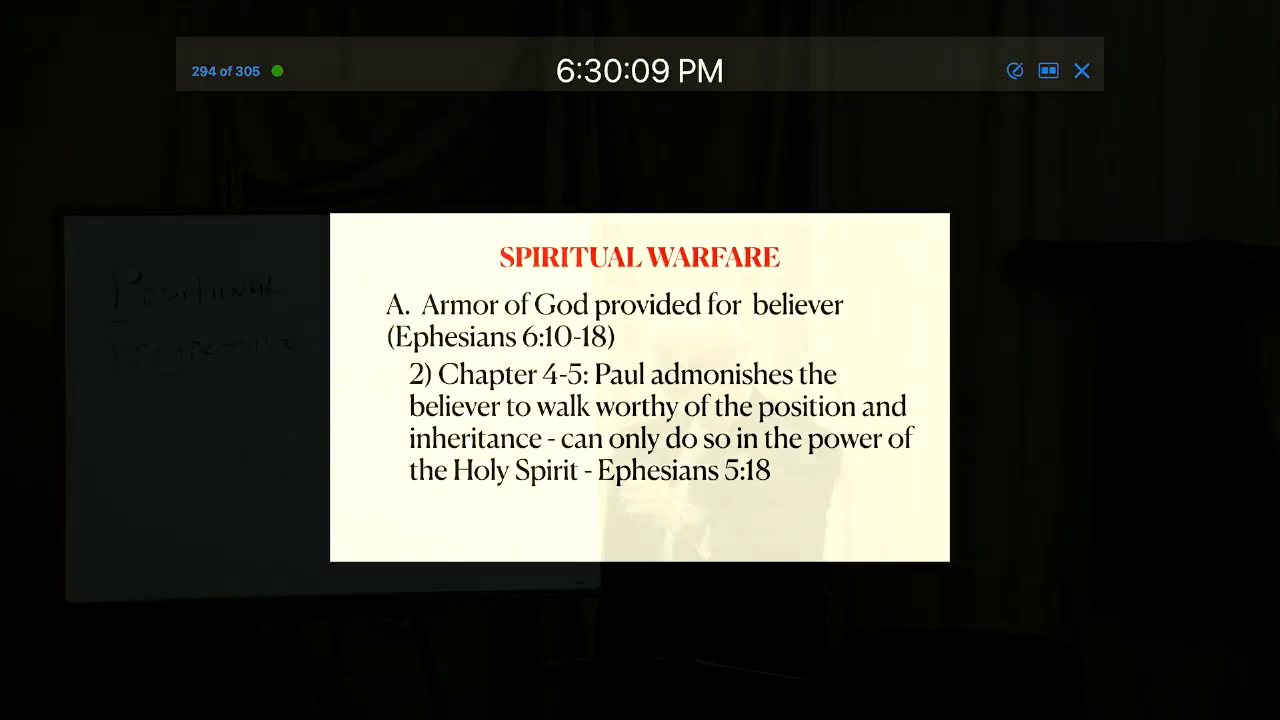 294 of 305
6:30:09 PM
SPIRITUAL WARFARE
A. Armor of God provided for believer
(Ephesians 6:10-18)
2) Chapter 4-5: Paul admonishes the
believer to walk worthy of the position and
inheritance - can only do so in the power of
the Holy Spirit - Ephesians 5:18
POSITIONAL